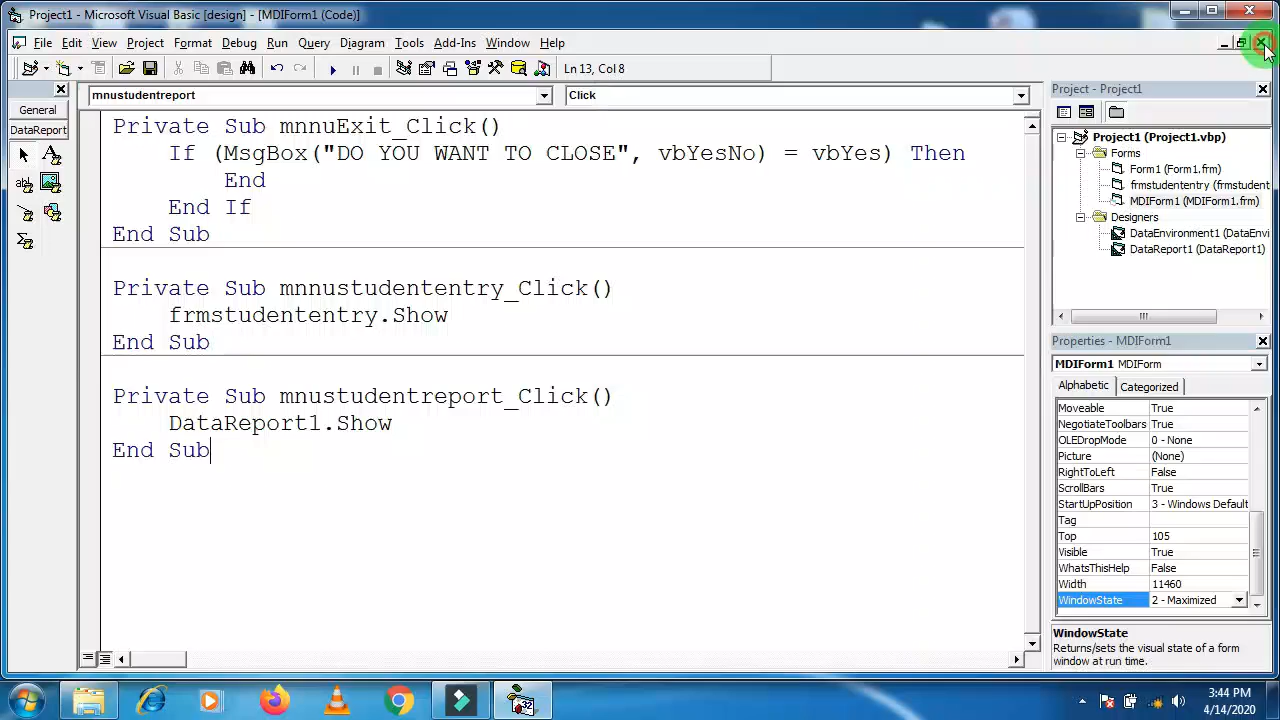 Project1 - Microsoft Visual Basic [design] - [MDIForm1 (Code)]
File Edit View Project Format Debug Run Query Diagram Tools Add-Ins Window Help
Ln 13, Col 8
General
DataReport
mnustudentreport Click
Private Sub mnnuExit_Click()
If (MsgBox("DO YOU WANT TO CLOSE", vbYesNo) = vbYes) Then
End
End If
End Sub
Private Sub mnnustudententry_Click()
frmstudententry.Show
End Sub
Private Sub mnustudentreport_Click()
DataReport1.Show
End Sub
Project - Project1
Project1 (Project1.vbp)
Forms
Form1 (Form1.frm)
frmstudententry (frmstudent
MDIForm1 (MDIForm1.frm)
Designers
DataEnvironment1 (DataEnvi
DataReport1 (DataReport1)
Properties - MDIForm1
MDIForm1 MDIForm
Alphabetic Categorized
Moveable True
NegotiateToolbars True
OLEDropMode 0 - None
Picture (None)
RightToLeft False
ScrollBars True
StartUpPosition 3 - Windows Default
Tag
Top 105
Visible True
WhatsThisHelp False
Width 11460
WindowState 2 - Maximized
WindowState
Returns/sets the visual state of a form
window at run time.
32
3:44 PM
4/14/2020